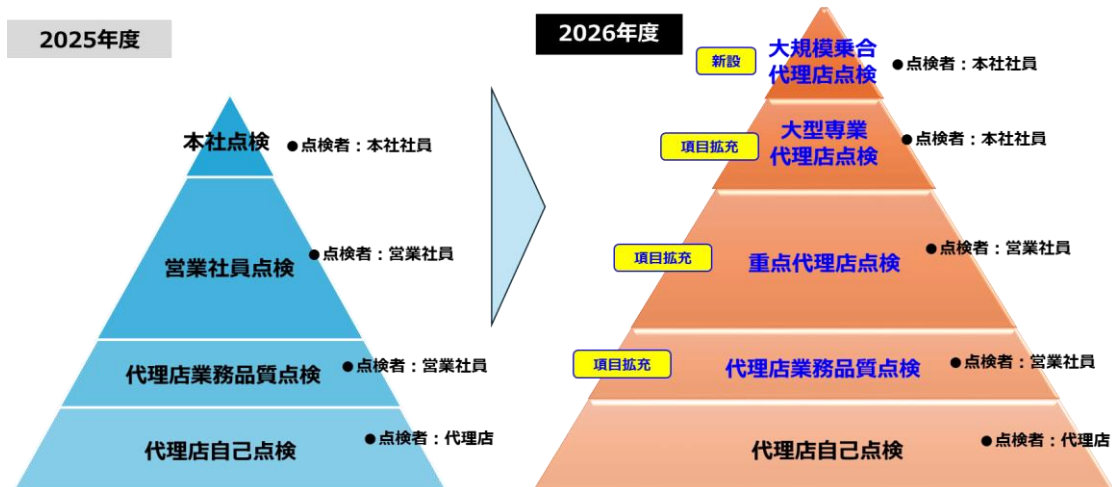 2025年度
本社点検
●点検者：本社社員
営業社員点検
●点検者：営業社員
代理店業務品質点検
●点検者：営業社員
代理店自己点検
●点検者：代理店
2026年度
新設
大規模乗合
代理店点検
●点検者：本社社員
項目拡充
大型専業
代理店点検
●点検者：本社社員
項目拡充
重点代理店点検
●点検者：営業社員
項目拡充
代理店業務品質点検
●点検者：営業社員
代理店自己点検
●点検者：代理店